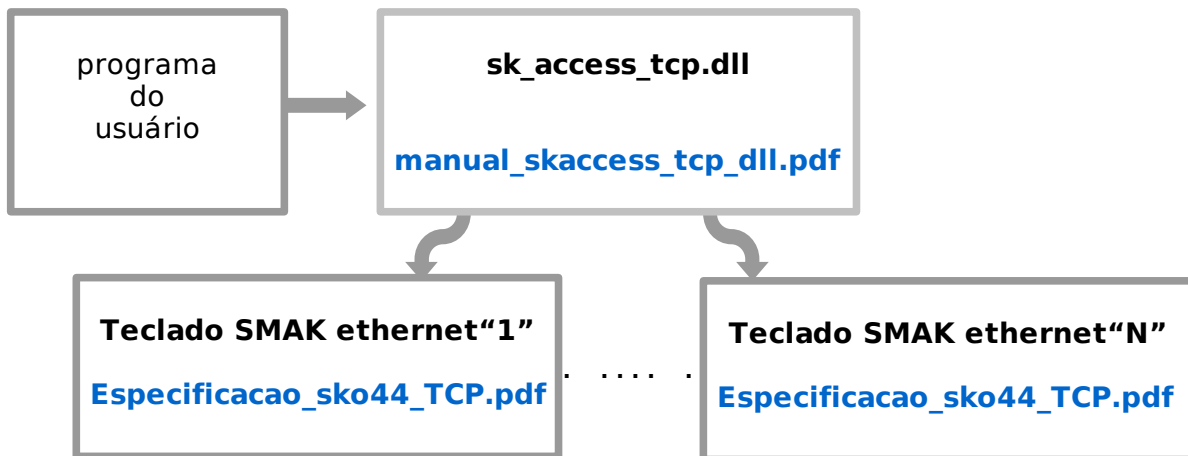 programa
do
usuário
sk_access_tcp.dll
manual_skaccess_tcp_dll.pdf
Teclado SMAK ethernet“1”
Especificacao_sko44_TCP.pdf
. .... .
Teclado SMAK ethernet“N”
Especificacao_sko44_TCP.pdf